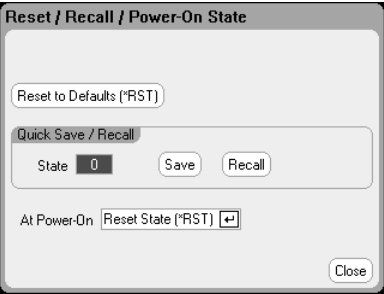 Reset / Recall / Power-On State
Reset to Defaults (*RST)
Quick Save / Recall
State 0 Save Recall
At Power-On Reset State (*RST)
Close